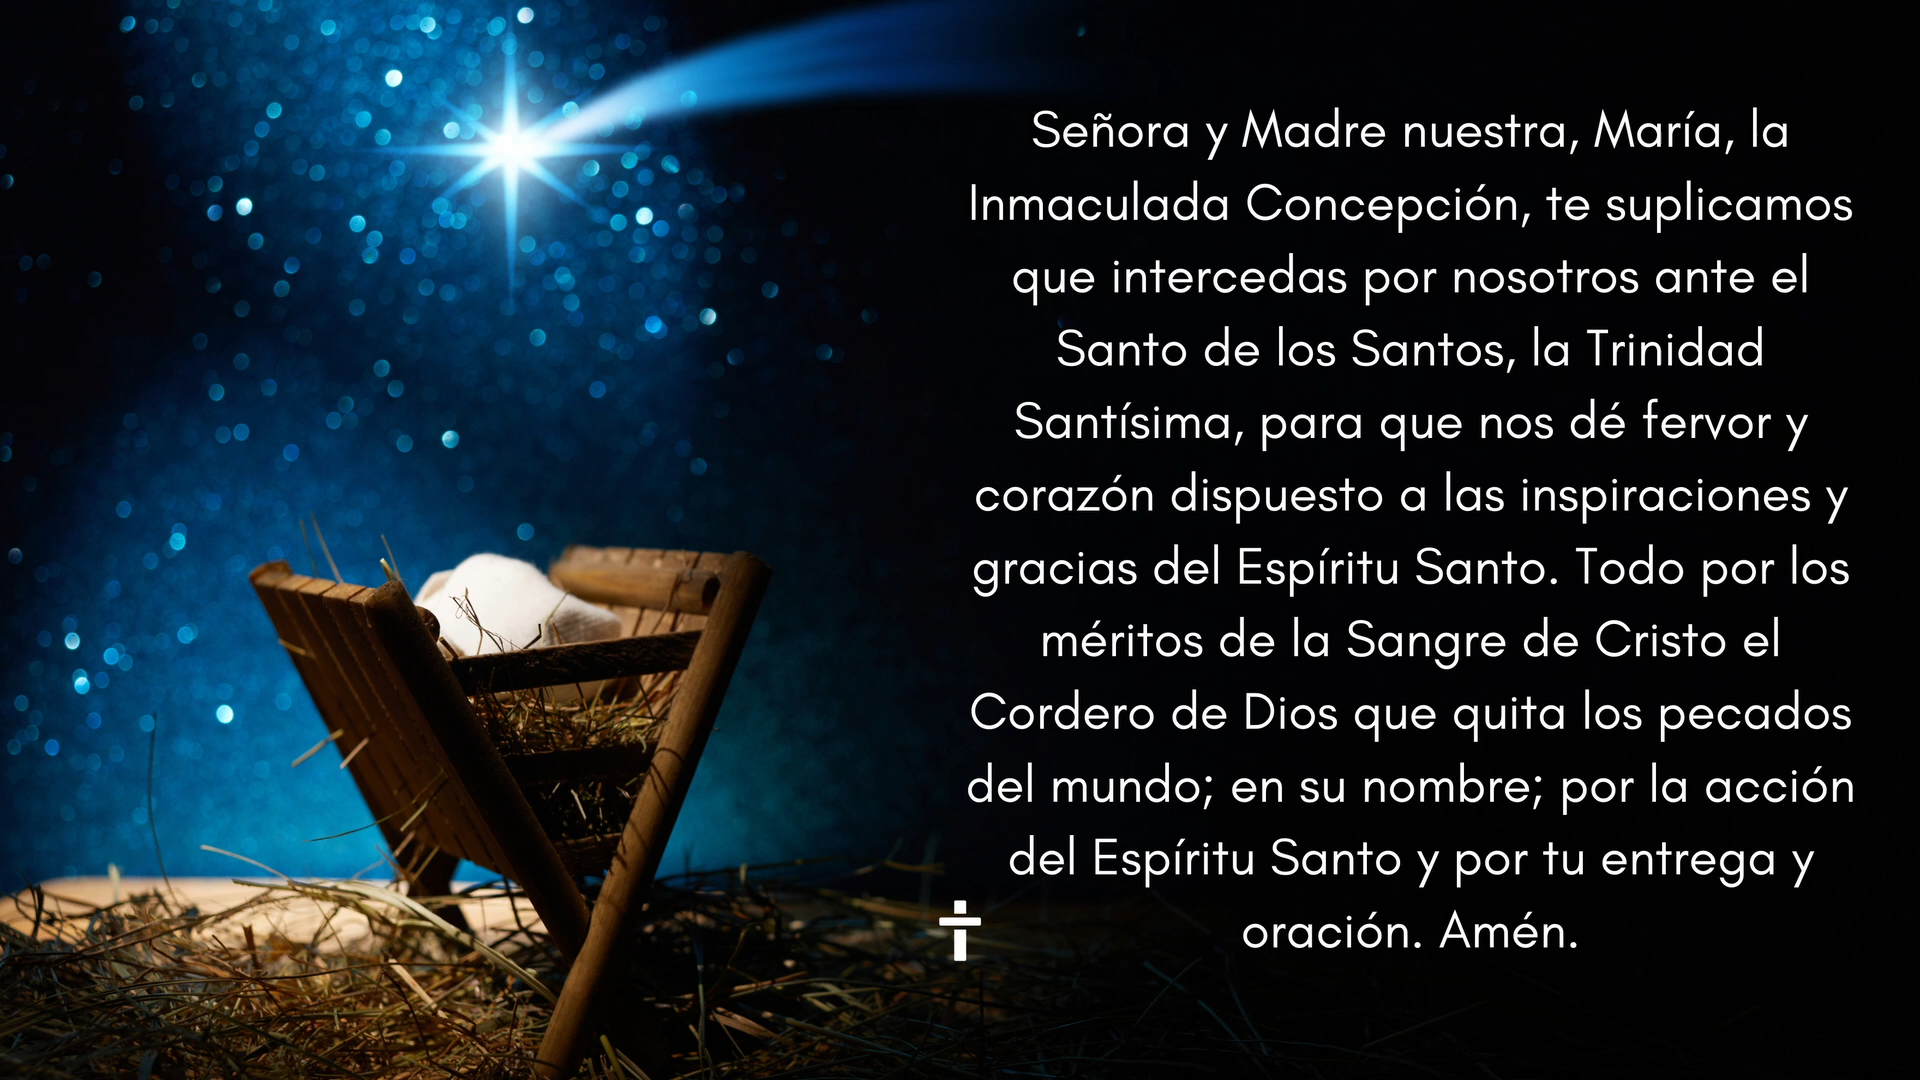 Señora y Madre nuestra, María, la
Inmaculada Concepción, te suplicamos
que intercedas por nosotros ante el
Santo de los Santos, la Trinidad
Santísima, para que nos dé fervor y
corazón dispuesto a las inspiraciones y
gracias del Espíritu Santo. Todo por los
méritos de la Sangre de Cristo el
Cordero de Dios que quita los pecados
del mundo; en su nombre; por la acción
del Espíritu Santo y por tu entrega y
oración. Amén.